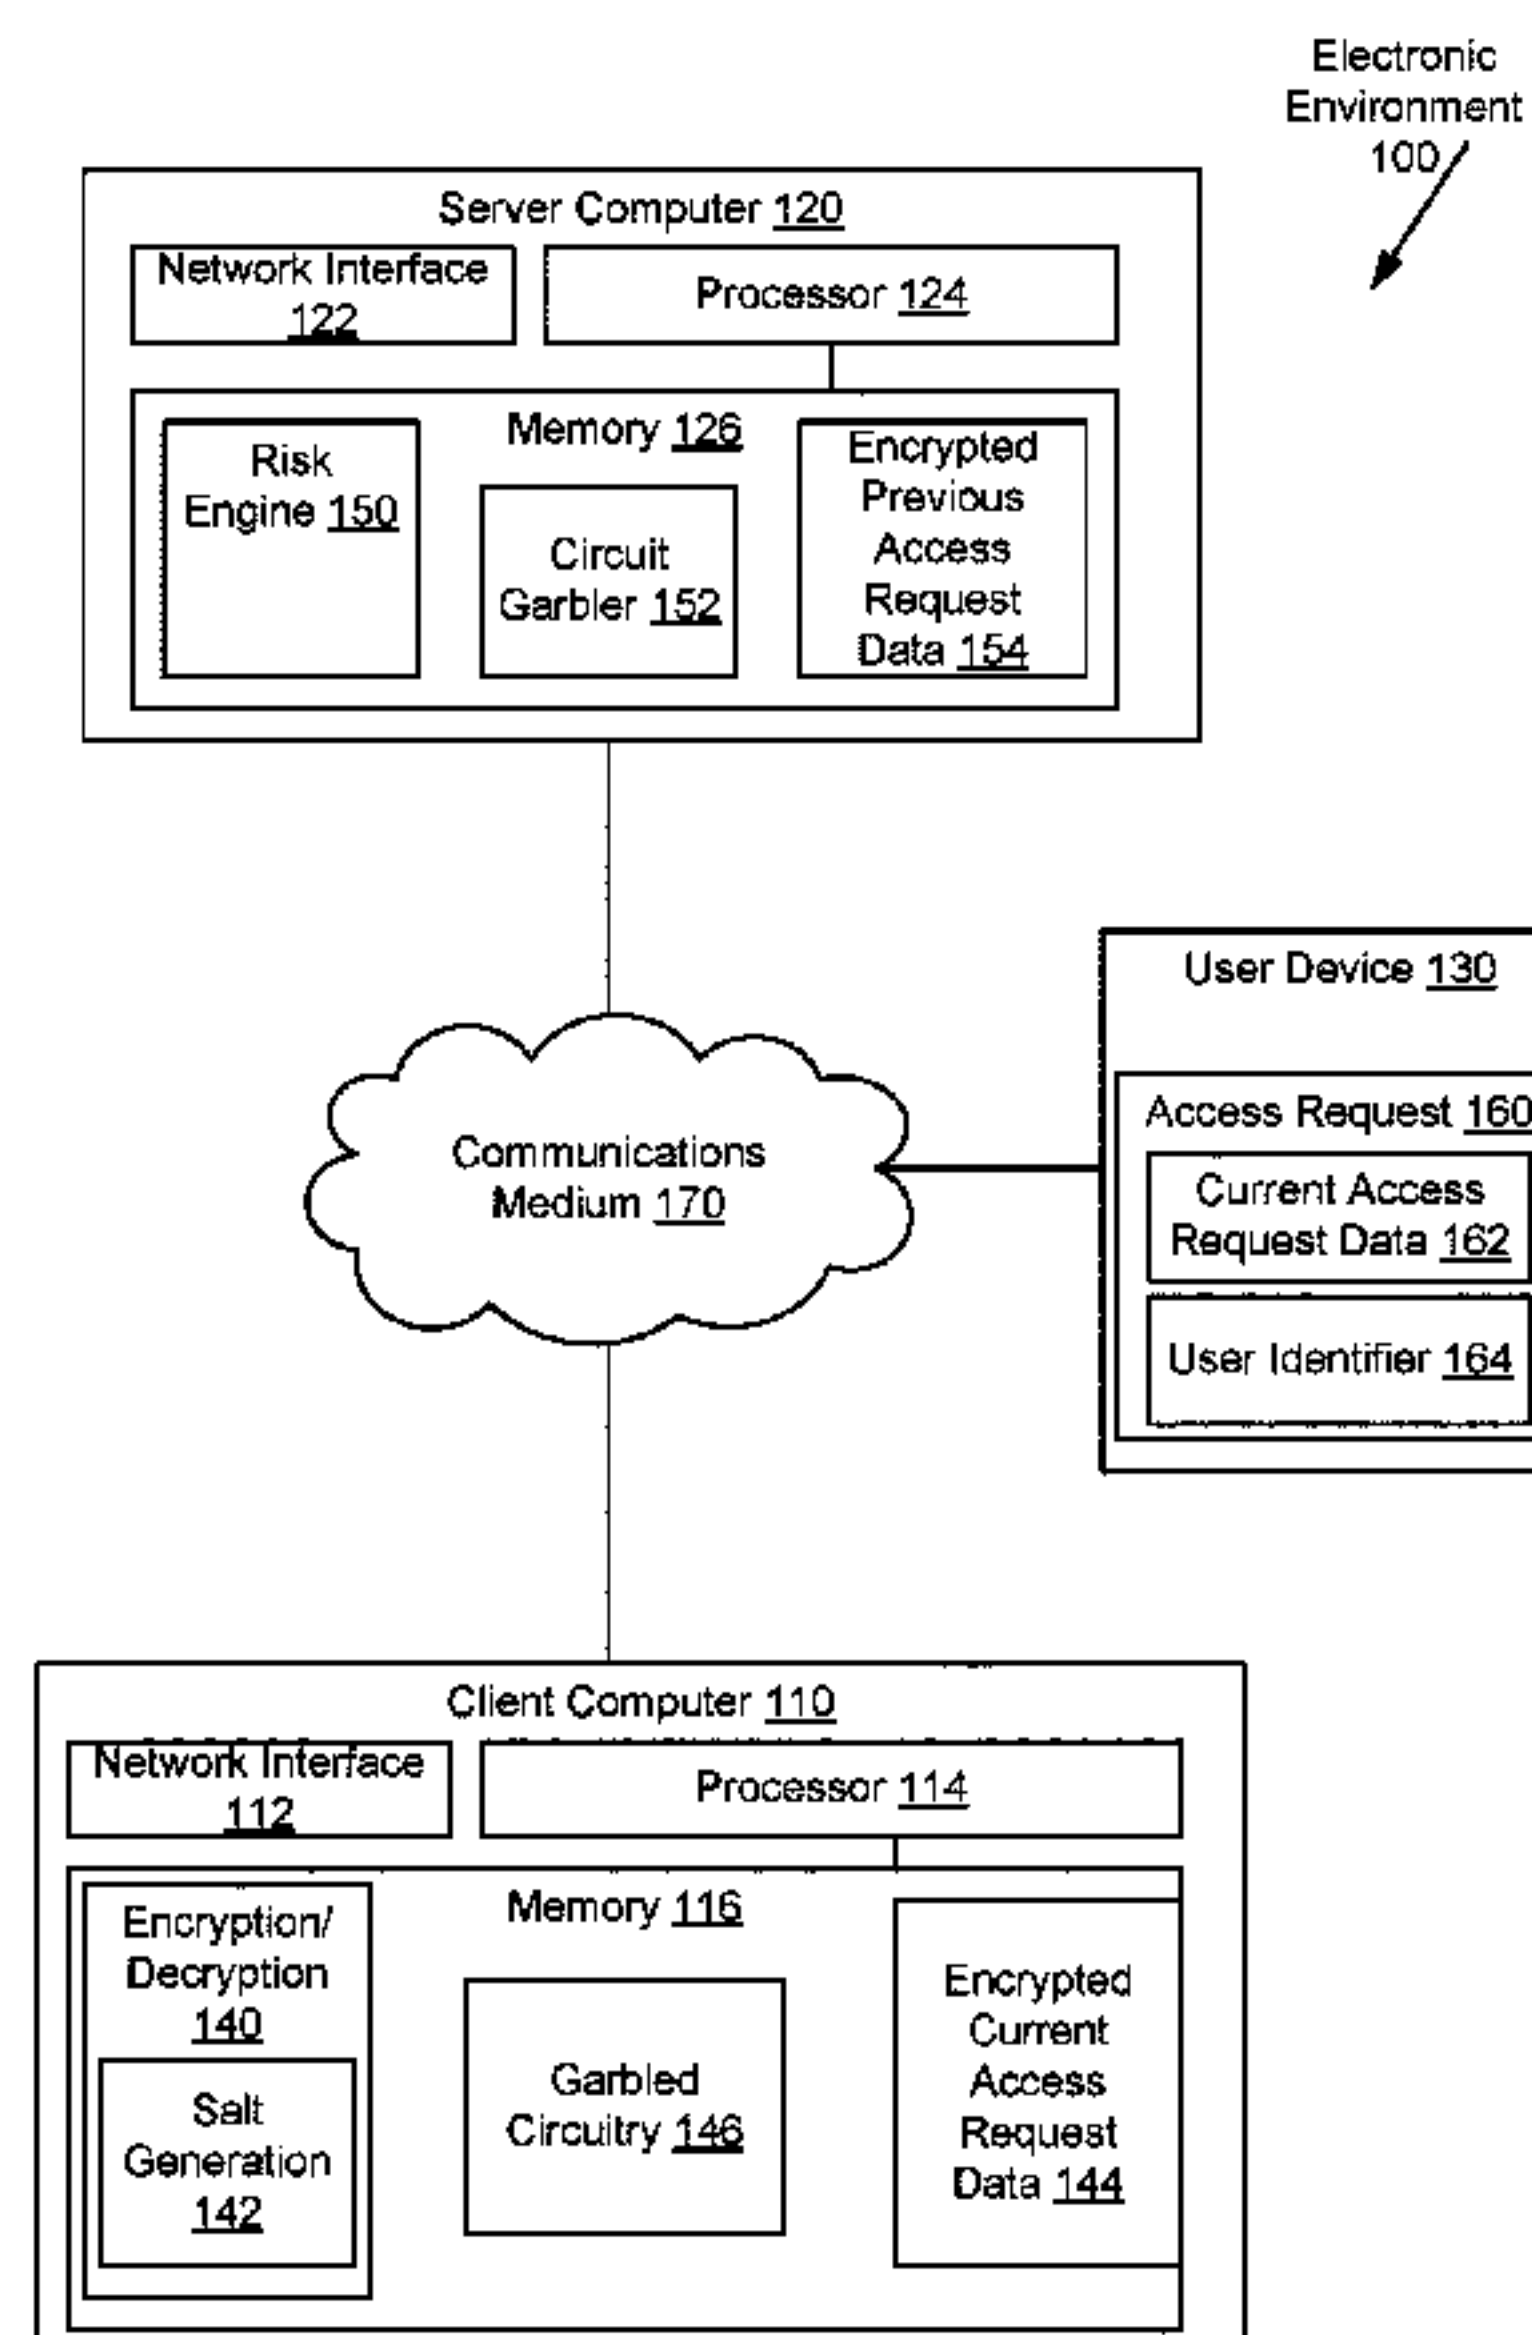 Electronic
Environment
100
Server Computer 120
Network Interface
122
Processor 124
Memory 126
Risk
Engine 150
Circuit
Garbler 152
Encrypted
Previous
Access
Request
Data 154
User Device 130
Access Request 160
Current Access
Request Data 162
User Identifier 164
Communications
Medium 170
Client Computer 110
Network Interface
112
Processor 114
Memory 116
Encryption/
Decryption
140
Salt
Generation
142
Garbled
Circuitry 146
Encrypted
Current
Access
Request
Data 144